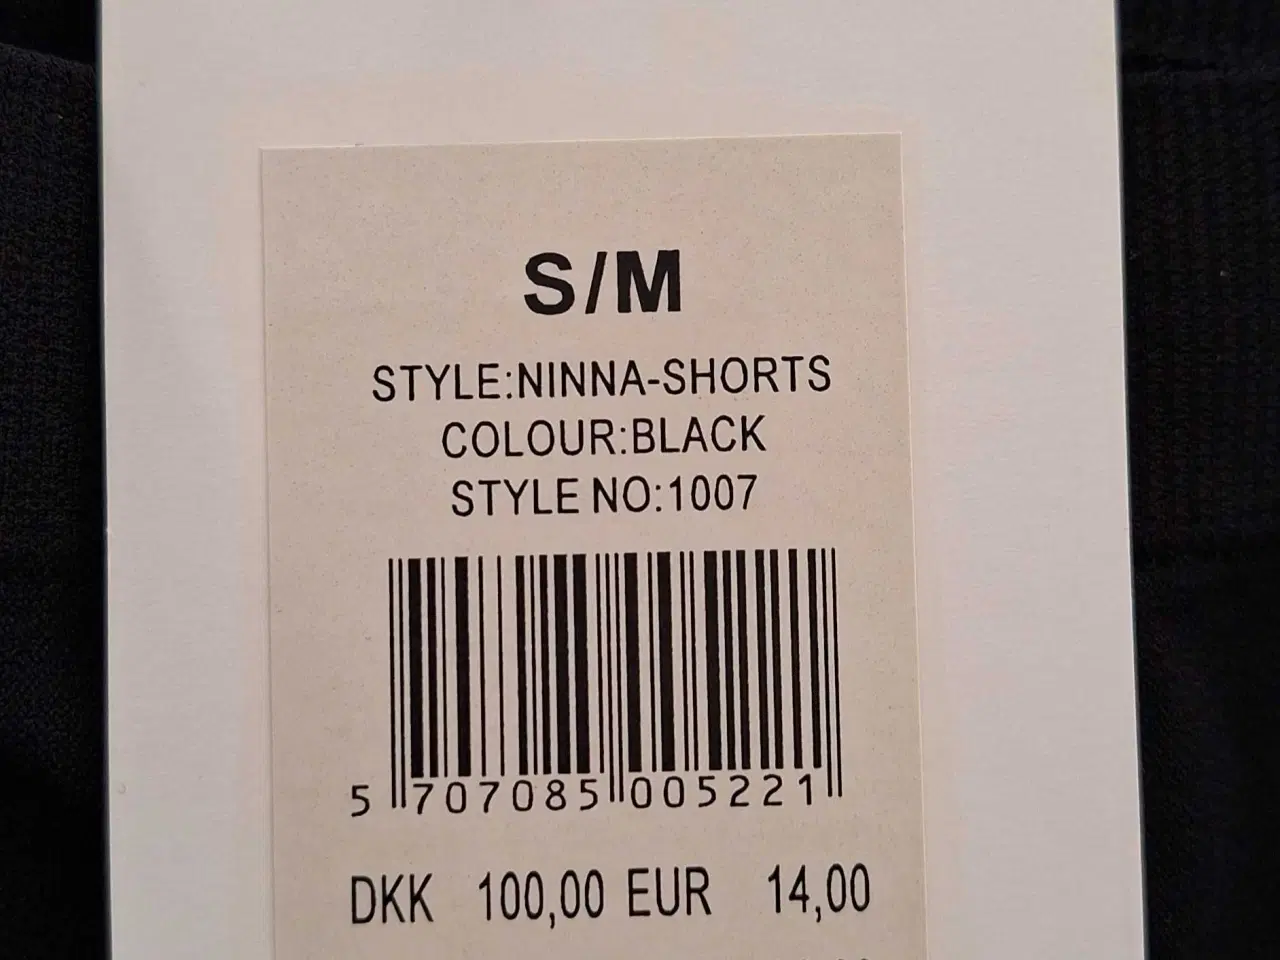 S/M
STYLE:NINNA-SHORTS
COLOUR:BLACK
STYLE NO:1007
5 707085 005221
DKK 100,00 EUR 14,00